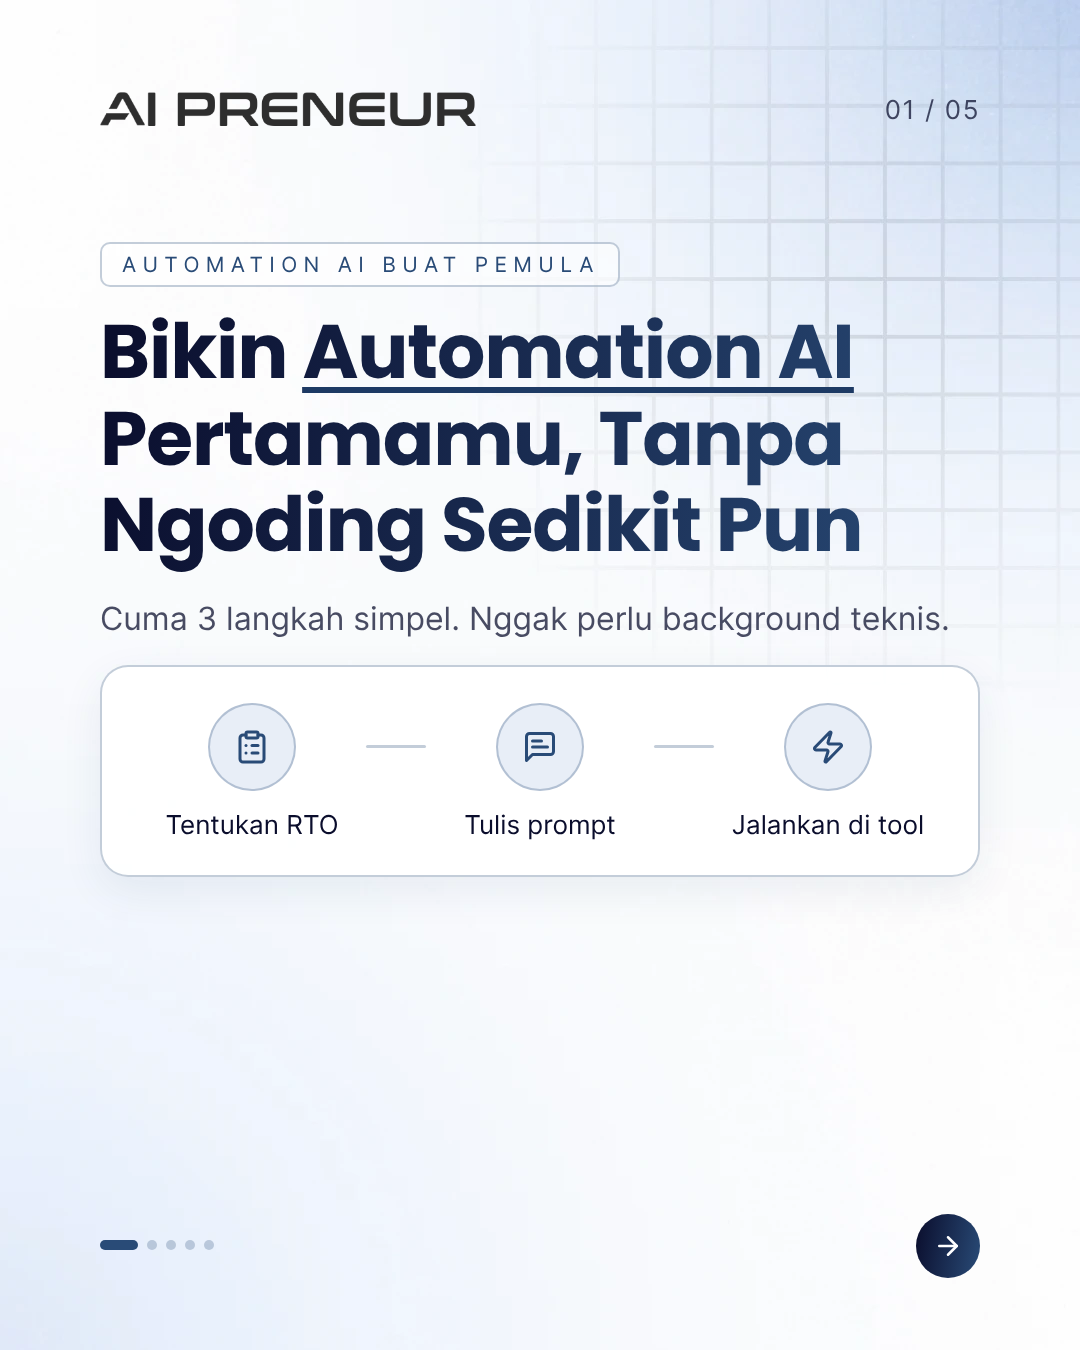 AI PRENEUR
01 / 05
AUTOMATION AI BUAT PEMULA
Bikin Automation AI
Pertamamu, Tanpa
Ngoding Sedikit Pun
Cuma 3 langkah simpel. Nggak perlu background teknis.
Tentukan RTO
Tulis prompt
Jalankan di tool